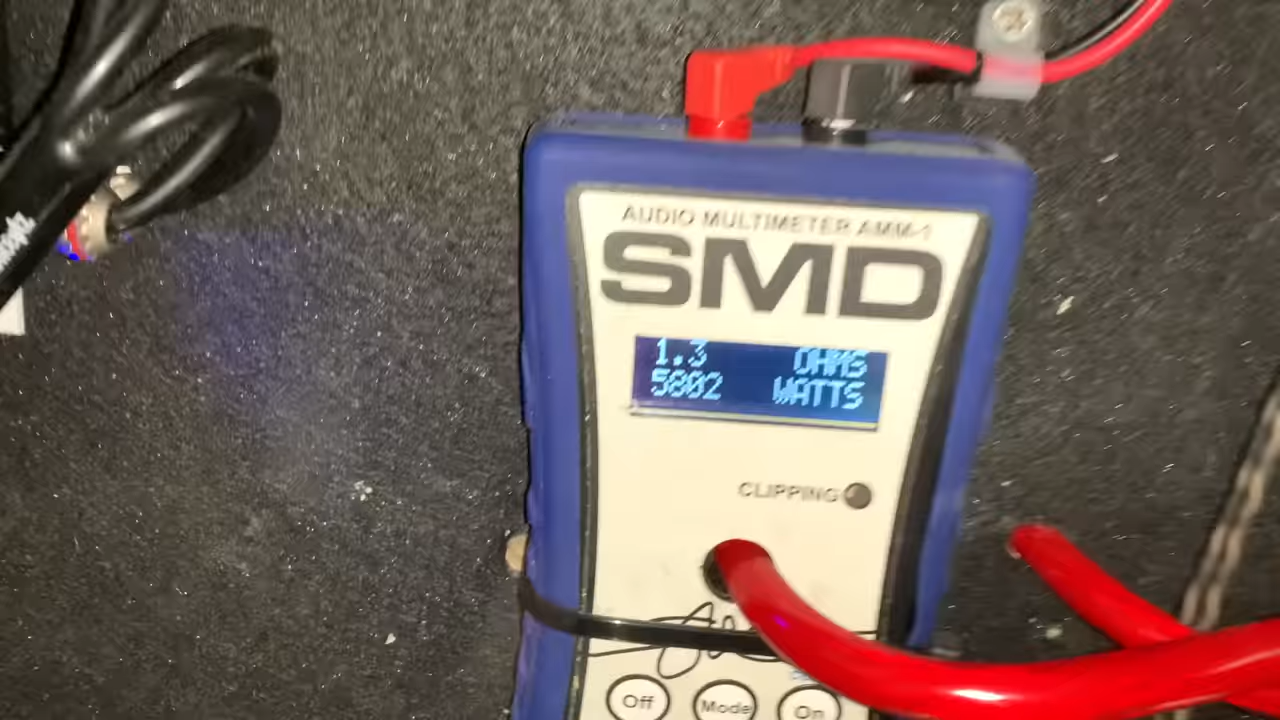 AUDIO MULTIMETER AMM-1
SMD
1.3 OHMS
5802 WATTS
CLIPPING
Off Mode On